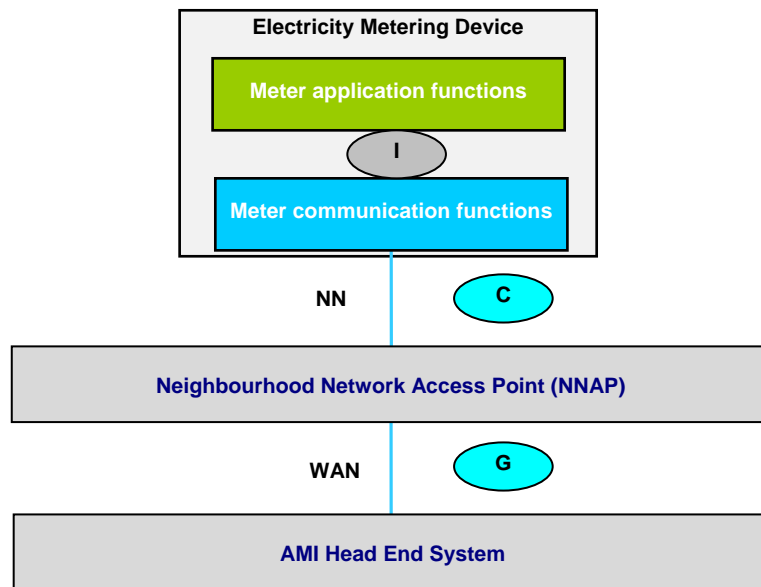 Electricity Metering Device
Meter application functions
I
Meter communication functions
NN
C
Neighbourhood Network Access Point (NNAP)
WAN
G
AMI Head End System